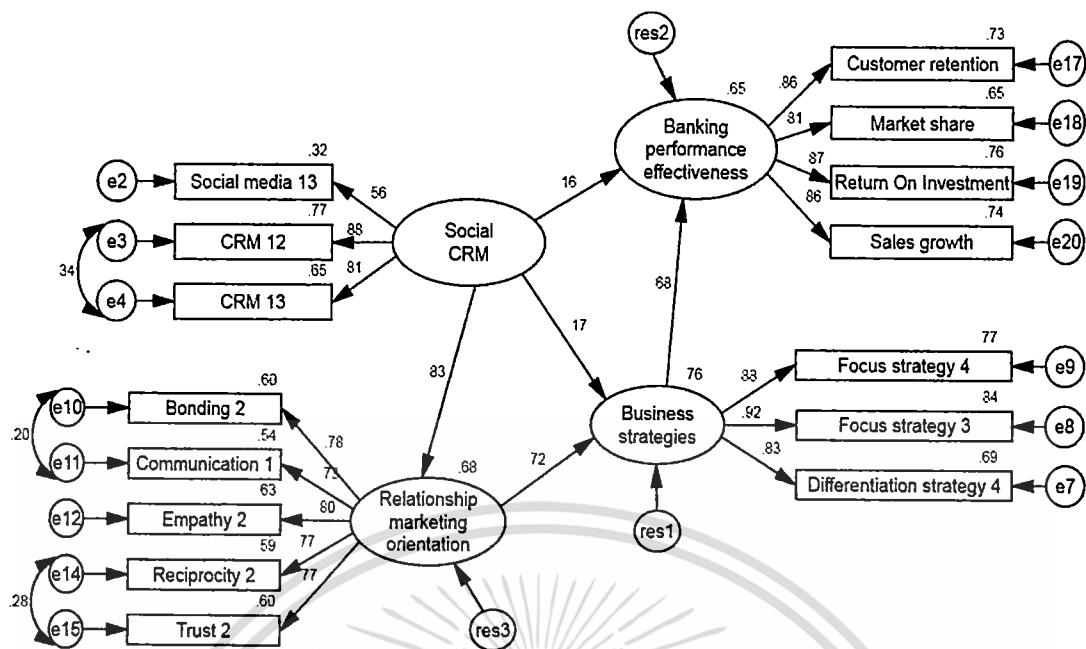 res2
.73
Customer retention
e17
.86
.65
.65
Banking
performance
effectiveness
81
Market share
e18
.76
87
Return On Investment
e19
86
.74
Sales growth
e20
.32
e2
Social media 13
56
.77
e3
CRM 12
88
.65
34
e4
CRM 13
81
Social
CRM
16
68
17
83
77
Focus strategy 4
e9
76
Business
strategies
84
.92
Focus strategy 3
e8
.69
.83
Differentiation strategy 4
e7
res1
.60
e10
Bonding 2
.78
.20
.54
e11
Communication 1
63
e12
Empathy 2
80
59
e14
Reciprocity 2
77
.28
.60
77
e15
Trust 2
.68
Relationship
marketing
orientation
72
res3